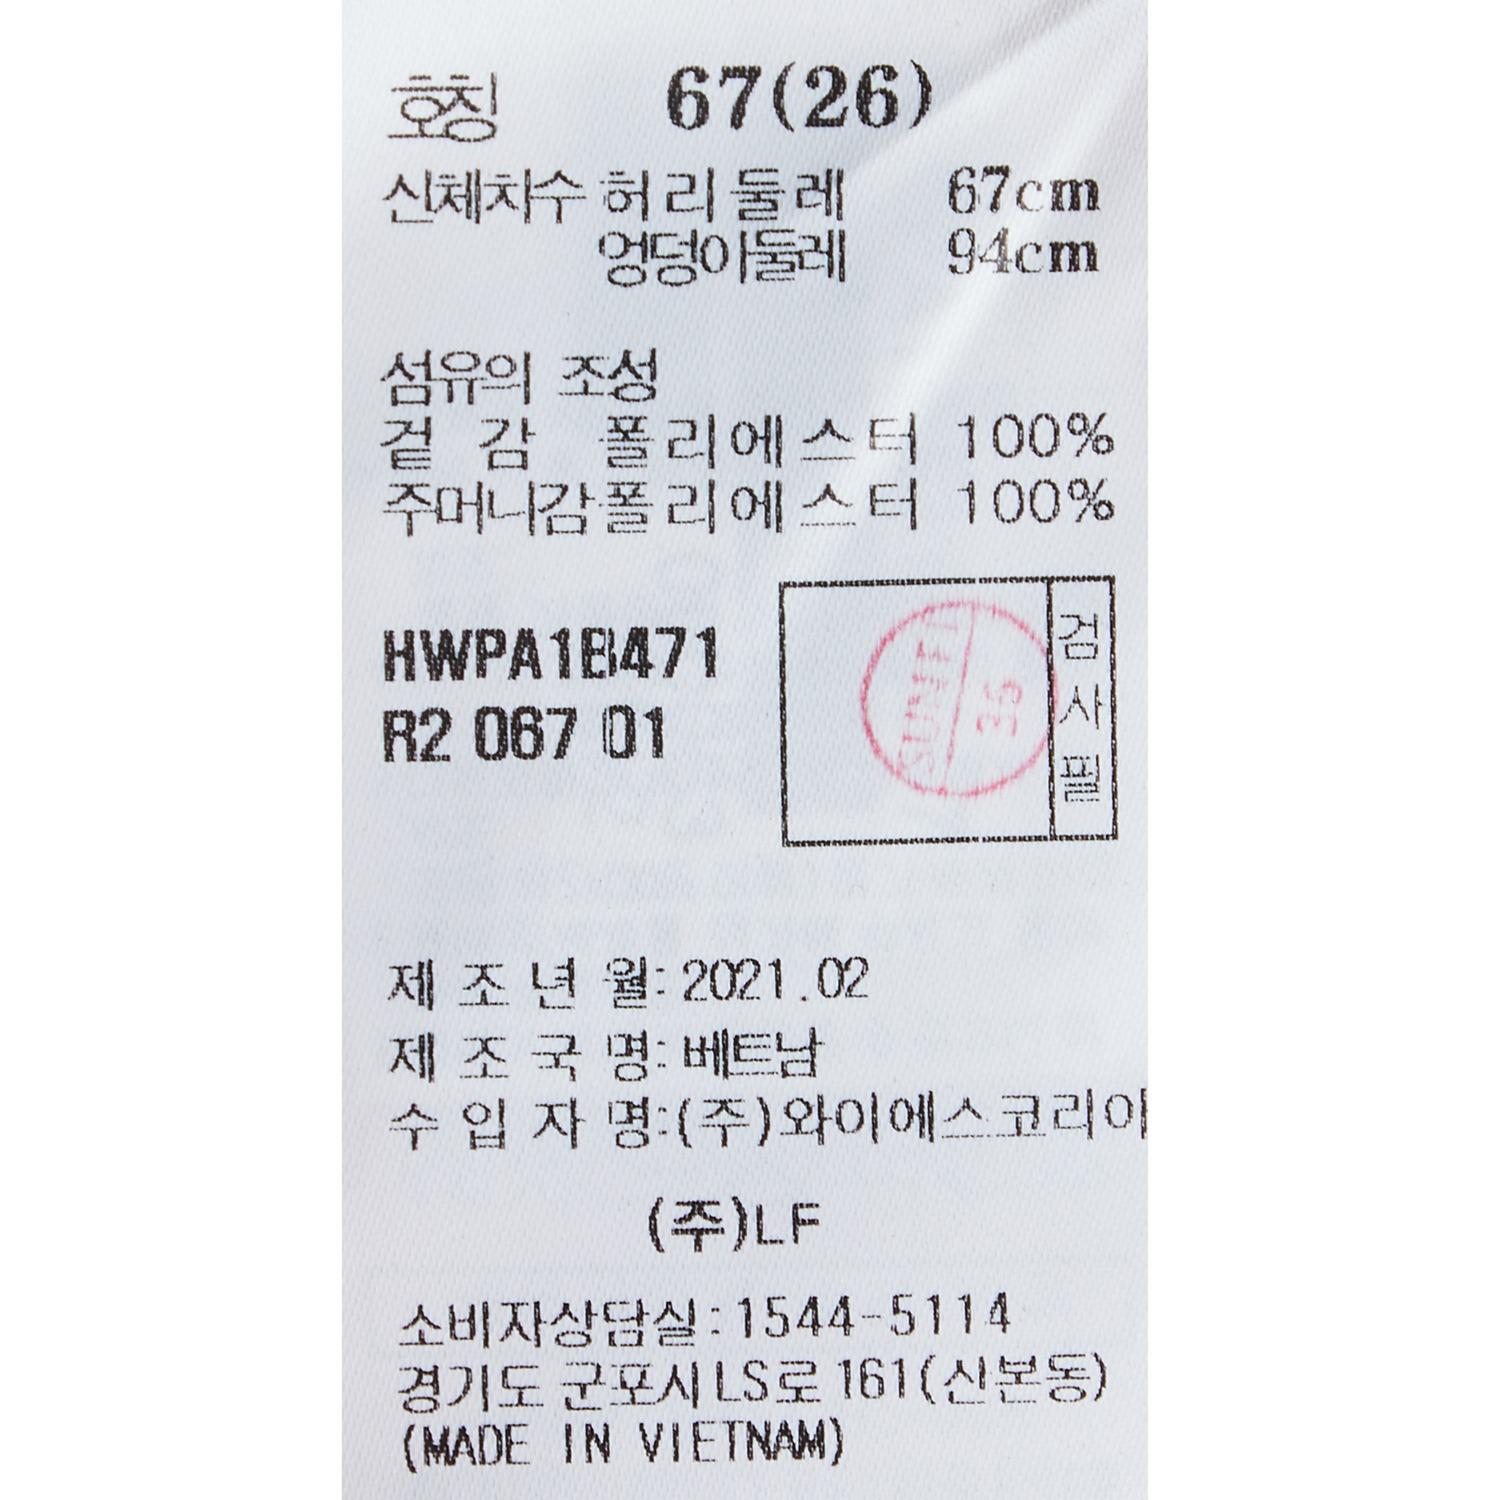 호칭 67(26)
신체치수 허리둘레 67cm
엉덩이둘레 94cm
섬유의 조성
겉감 폴리에스터 100%
주머니감 폴리에스터 100%
HWPA1B471
R2 067 01
검사필
36
제조년월: 2021.02
제조국명: 베트남
수입자명:(주)와이에스코리아
(주)LF
소비자상담실:1544-5114
경기도 군포시 LS로 161(신본동)
(MADE IN VIETNAM)